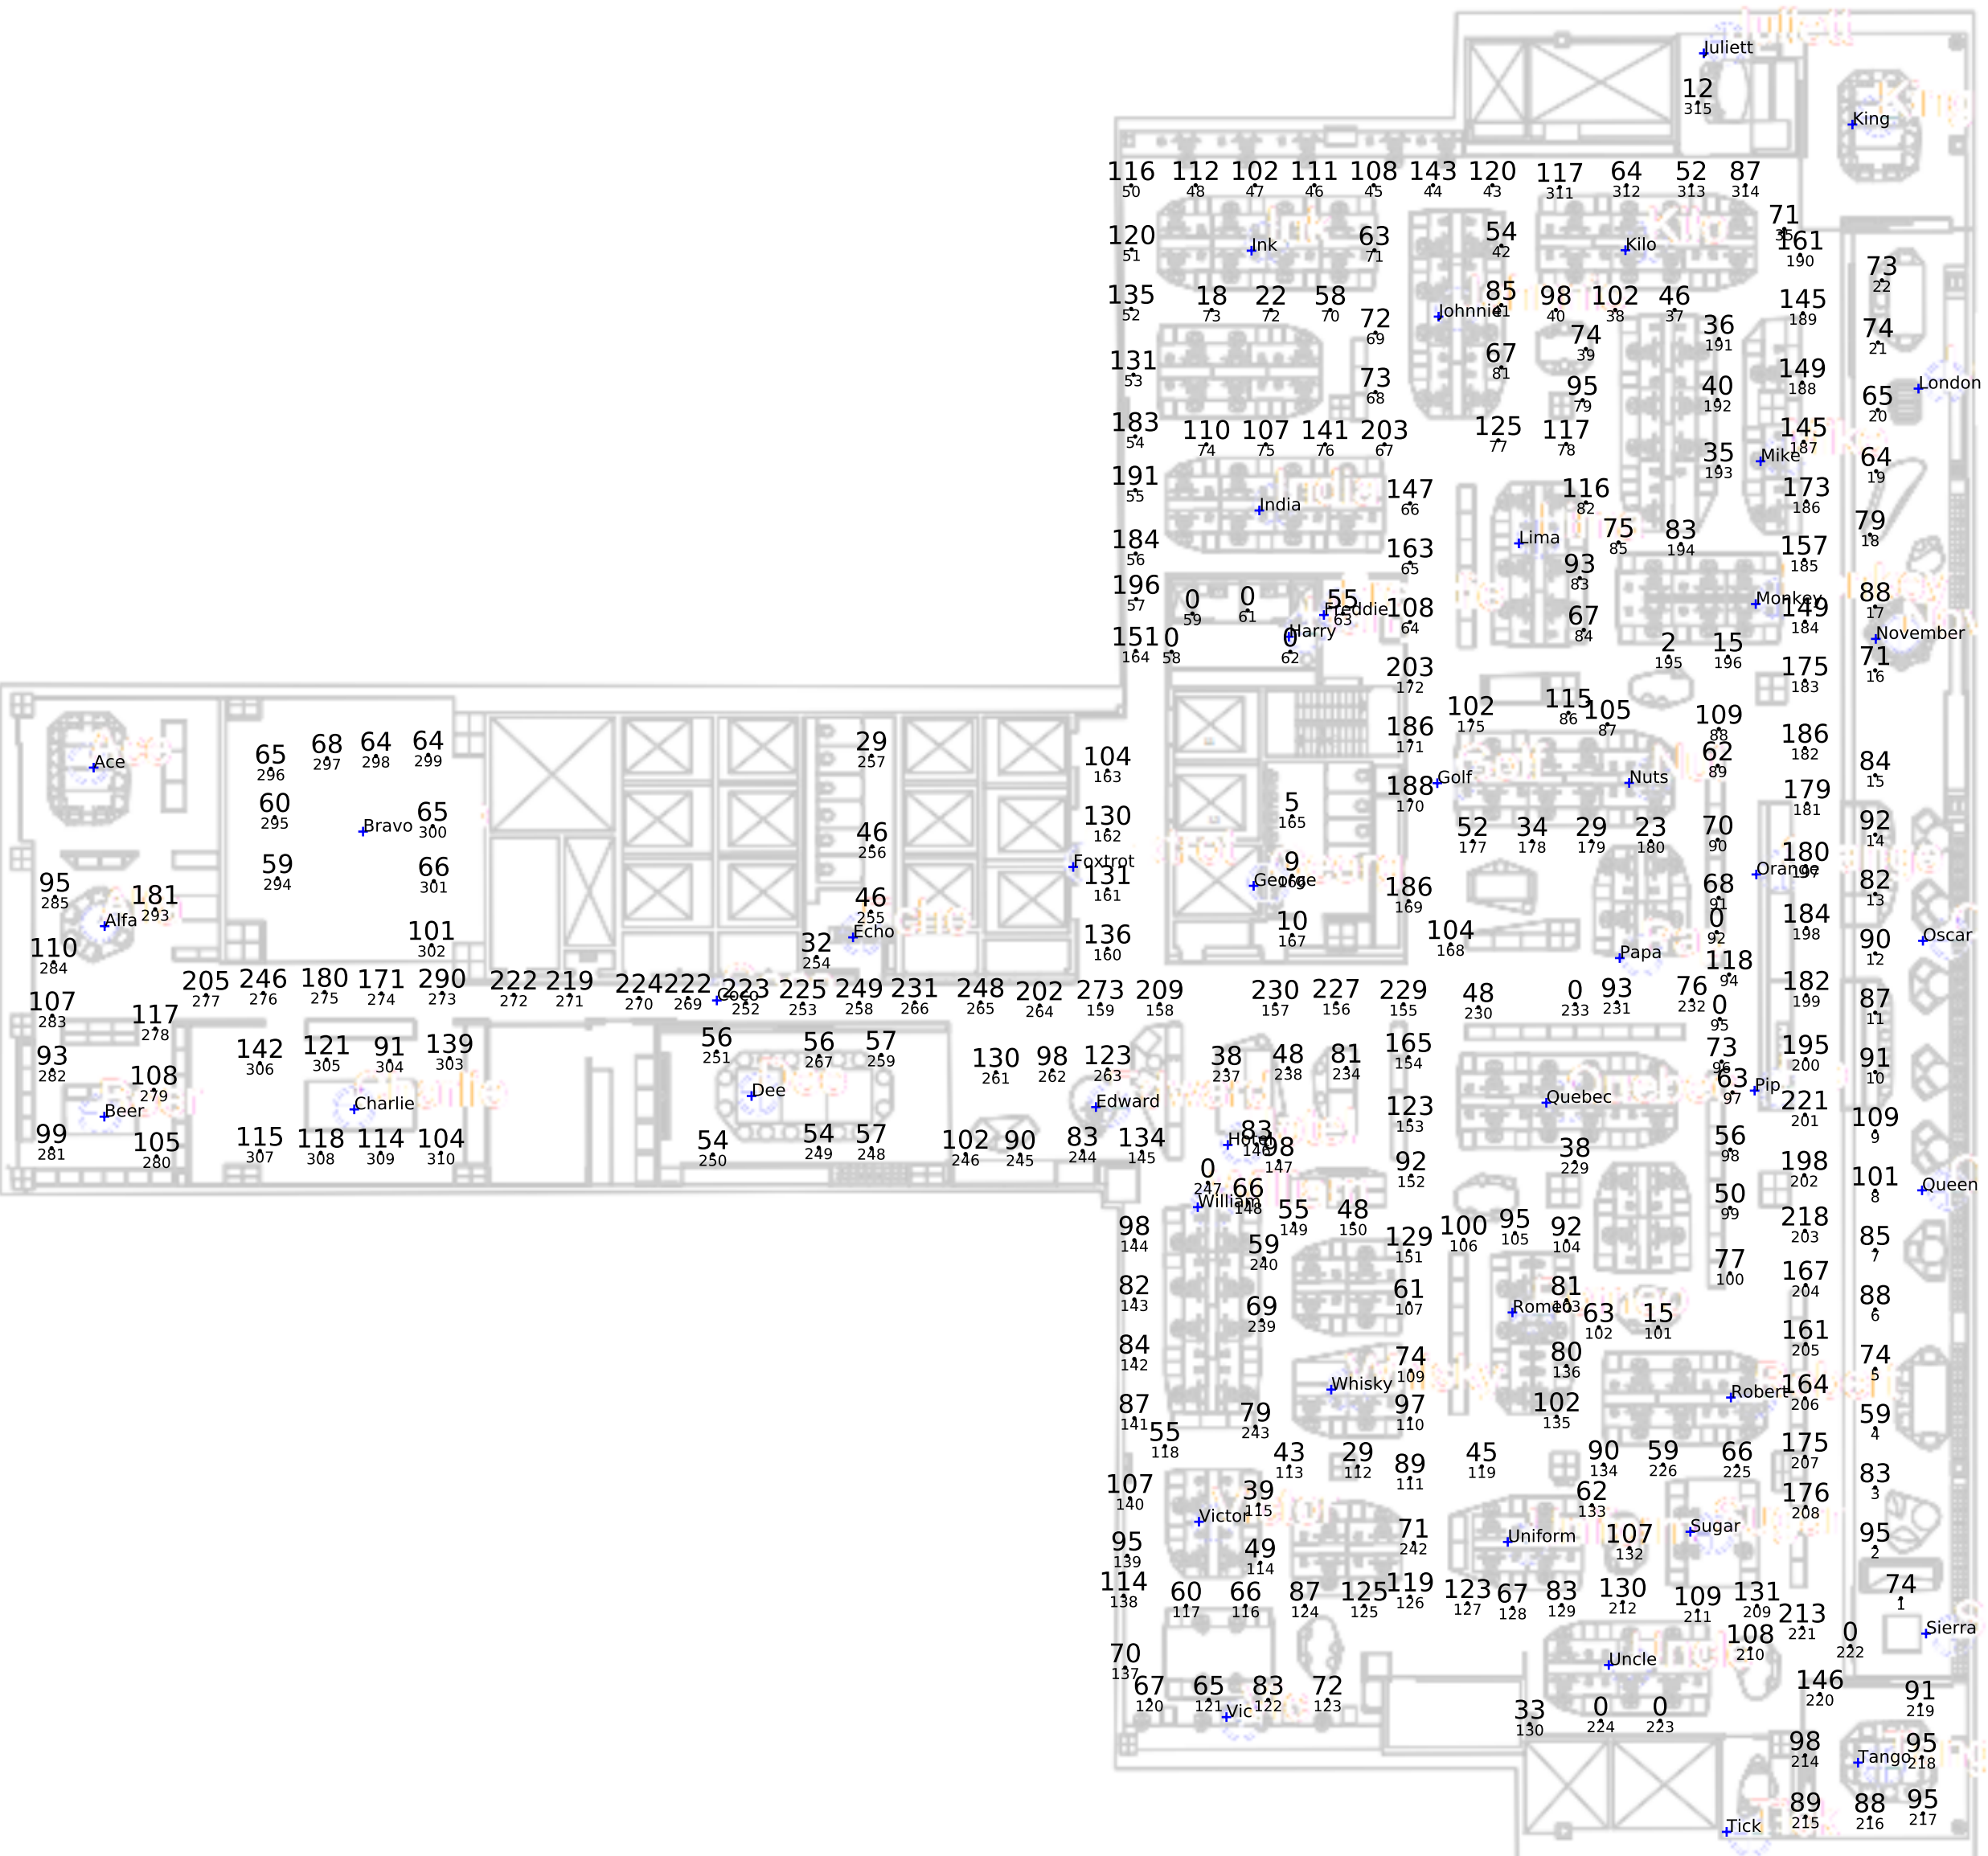 Juliett
12
315
King
116 112 102 111 108 143 120 117 64 52 87
50 48 47 46 45 44 43 311 312 313 314
71
35
120 Ink 63 54 Kilo 161
51 71 42 190
73
22
135 18 22 58 85 98 102 46 145
52 73 72 70 41 40 38 37 189
Johnnie
72 74 36 74
69 39 191 21
131 73 67 95 40 149 London
53 68 81 79 192 188
65
20
183 110 107 141 203 125 117 145
54 74 75 76 67 77 78 187
191 India 147 116 35 Mike 64
55 66 82 193 19
173
186
184 163 Lima 75 83 157 79
56 65 85 194 185 18
93
83
196 0 0 55 108 Monkey 88
57 59 61 63 64 17
Freddie
149
184
151 0 Harry 0 67 November
164 58 62 84
2 15 71
195 196 16
203 175
172 183
102 115 105 109
175 86 87 88
65 68 64 64 29 186 62 186
296 297 298 299 257 171 89 182
Ace 104 84
163 15
188 Golf Nuts 179
170 181
60 Bravo 65 46 130 5 52 34 29 23 70 92
295 300 256 162 165 177 178 179 180 90 14
59 66 Foxtrot 9 180
294 301 166 197
131 George Orange
161
95 181 46 186 68 82
285 293 255 169 91 13
Alfa Echo 10 0 184
167 92 198
110 101 32 136 104 Papa Oscar
284 302 254 160 168
118 90
94 12
205 246 180 171 290 222 219 224 222 Coco 223 225 249 231 248 202 273 209 230 227 229 48 0 93 76 182
277 276 275 274 273 272 271 270 269 252 253 258 266 265 264 159 158 157 156 155 230 233 231 232 199
107 117 0 87
283 278 95 11
93 142 121 91 139 56 56 57 130 98 123 38 48 81 165 73 195 91
282 306 305 304 303 251 267 259 261 262 263 237 238 234 154 96 200 10
108 Dee 63 Pip
279 97
Beer Charlie Edward 123 Quebec 221
153 201
99 105 115 118 114 104 54 54 57 102 90 83 134 Hotel 83 98 38 56 109
281 280 307 308 309 310 250 249 248 246 245 244 145 146 147 229 98 9
0 92 198 101 Queen
247 152 202 8
William 66 55 48 50
148 149 150 99
98 59 129 100 95 92 218 85
144 240 151 106 105 104 203 7
77 167
100 204
82 69 61 Romeo 81 63 15 88
143 239 107 103 102 101 6
84 74 80 161 74
142 109 136 205 5
Whisky Robert 164
206
87 79 97 102 59
141 243 110 135 4
55 43 29 89 45 90 59 66 175
118 113 112 111 119 134 226 225 207
107 39 62 176 83
140 115 133 208 3
Victor Uniform Sugar
95 49 71 107 95
139 114 242 132 2
114 60 66 87 125 119 123 67 83 130 109 131 74
138 117 116 124 125 126 127 128 129 212 211 209 1
108 213 0 Sierra
210 221 222
70 Uncle
137
67 65 83 72 146 91
120 121 122 123 220 219
Vic 33 0 0
130 224 223
98 Tango 95
214 218
89 88 95
215 216 217
Tick